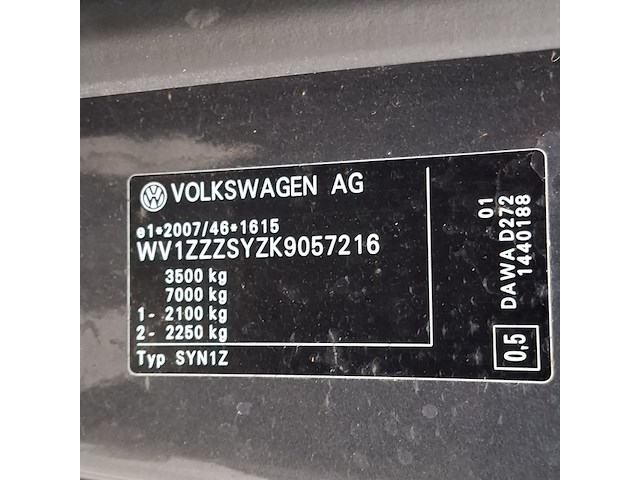 VOLKSWAGEN AG
e1*2007/46*1615
WV1ZZZSYZK9057216
3500 kg
7000 kg
1- 2100 kg
2- 2250 kg
Typ SYN1Z
01
DAWA,D272
1440188
0,5